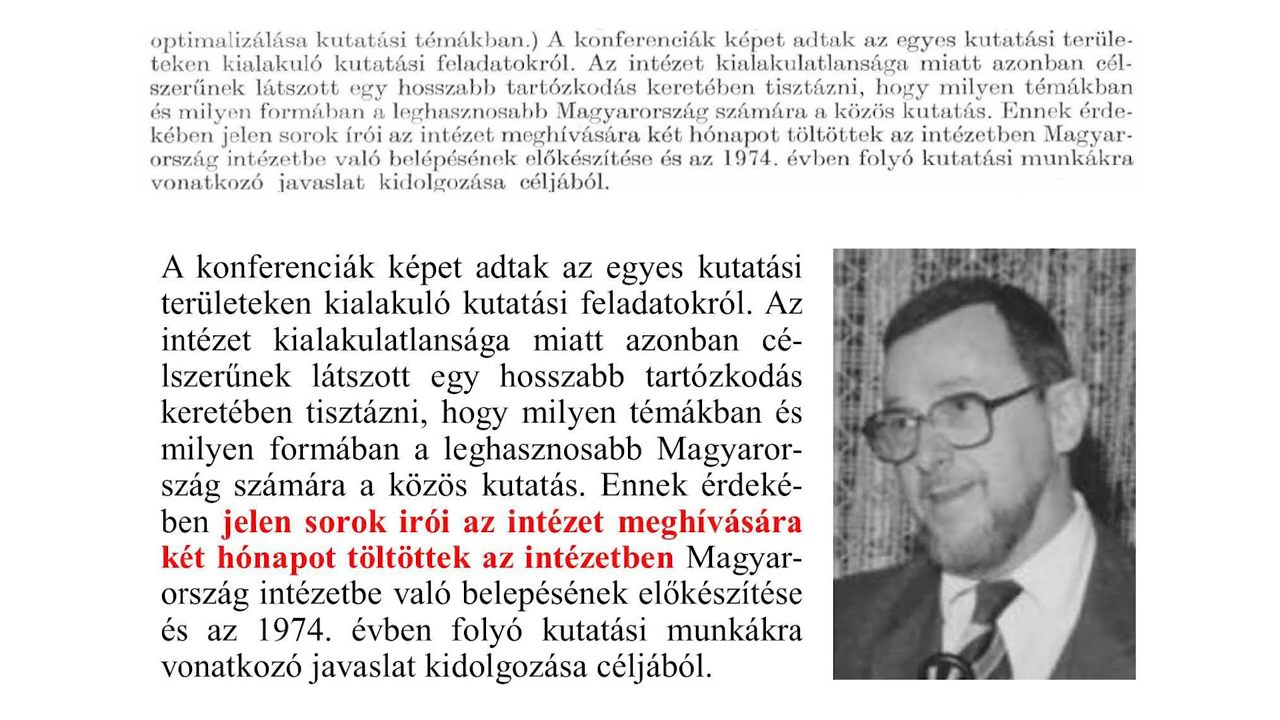 optimalizálása kutatási témákban.) A konferenciák képet adtak az egyes kutatási terüle-
teken kialakuló kutatási feladatokról. Az intézet kialakulatlansága miatt azonban cél-
szerűnek látszott egy hosszabb tartózkodás keretében tisztázni, hogy milyen témákban
és milyen formában a leghasznosabb Magyarország számára a közös kutatás. Ennek érde-
kében jelen sorok írói az intézet meghívására két hónapot töltöttek az intézetben Magyar-
ország intézetbe való belépésének előkészítése és az 1974. évben folyó kutatási munkákra
vonatkozó javaslat kidolgozása céljából.
A konferenciák képet adtak az egyes kutatási
területeken kialakuló kutatási feladatokról. Az
intézet kialakulatlansága miatt azonban cé-
lszerűnek látszott egy hosszabb tartózkodás
keretében tisztázni, hogy milyen témákban és
milyen formában a leghasznosabb Magyaror-
szág számára a közös kutatás. Ennek érdeké-
ben jelen sorok irói az intézet meghívására
két hónapot töltöttek az intézetben Magyar-
ország intézetbe való belepésének előkészítése
és az 1974. évben folyó kutatási munkákra
vonatkozó javaslat kidolgozása céljából.